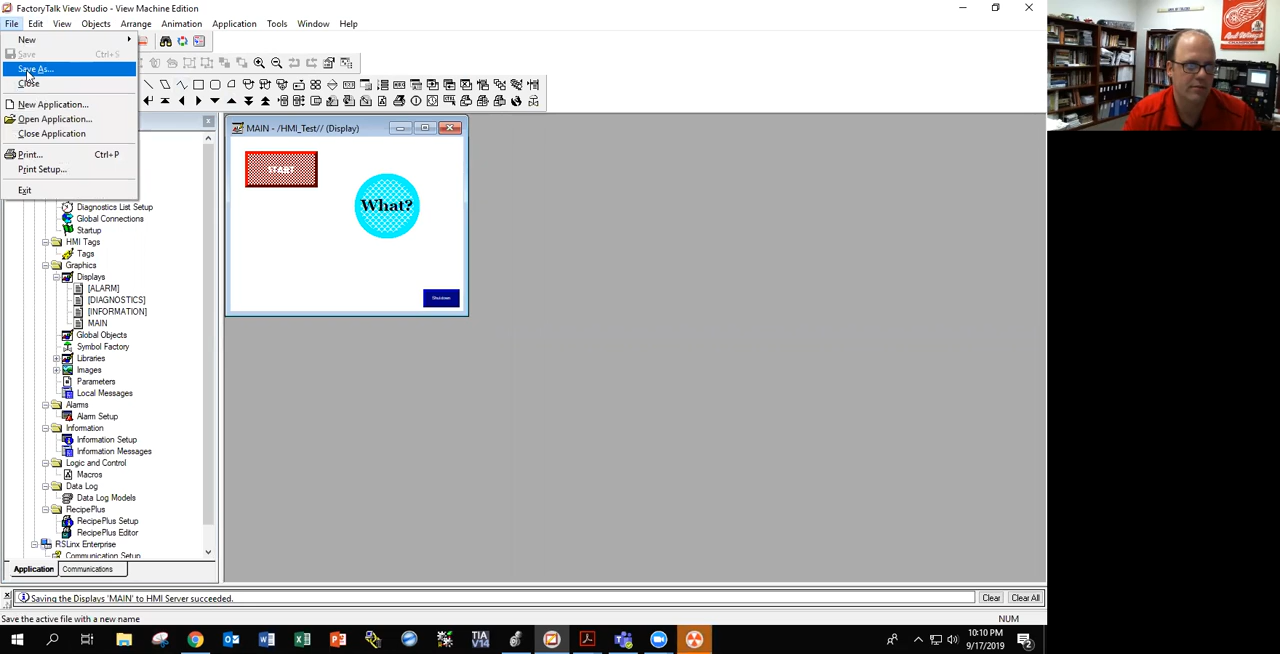 FactoryTalk View Studio - View Machine Edition
File Edit View Objects Arrange Animation Application Tools Window Help
New
Save Ctrl+S
Save As...
Close
New Application...
Open Application...
Close Application
Print... Ctrl+P
Print Setup...
Exit
MAIN - /HMI_Test// (Display)
START
What?
Shutdown
Diagnostics List Setup
Global Connections
Startup
HMI Tags
Tags
Graphics
Displays
[ALARM]
[DIAGNOSTICS]
[INFORMATION]
MAIN
Global Objects
Symbol Factory
Libraries
Images
Parameters
Local Messages
Alarms
Alarm Setup
Information
Information Setup
Information Messages
Logic and Control
Macros
Data Log
Data Log Models
RecipePlus
RecipePlus Setup
RecipePlus Editor
RSLinx Enterprise
Communication Setup
Application Communications
Saving the Displays 'MAIN' to HMI Server succeeded.
Clear Clear All
Save the active file with a new name
NUM
TIA
V14
10:10 PM
9/17/2019
2